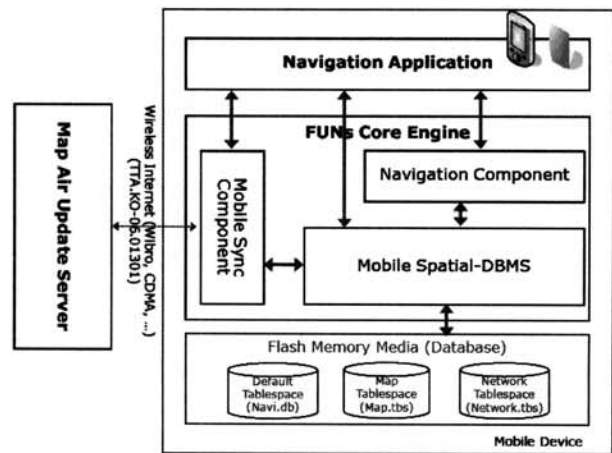 Navigation Application
Map Air Update Server
Wireless Internet (Wibro, CDMA, ...)
(TTA.KO-06.01301)
FUNs Core Engine
Mobile Sync
Component
Navigation Component
Mobile Spatial-DBMS
Flash Memory Media (Database)
Default
Tablespace
(Navi.db)
Map
Tablespace
(Map.tbs)
Network
Tablespace
(Network.tbs)
Mobile Device